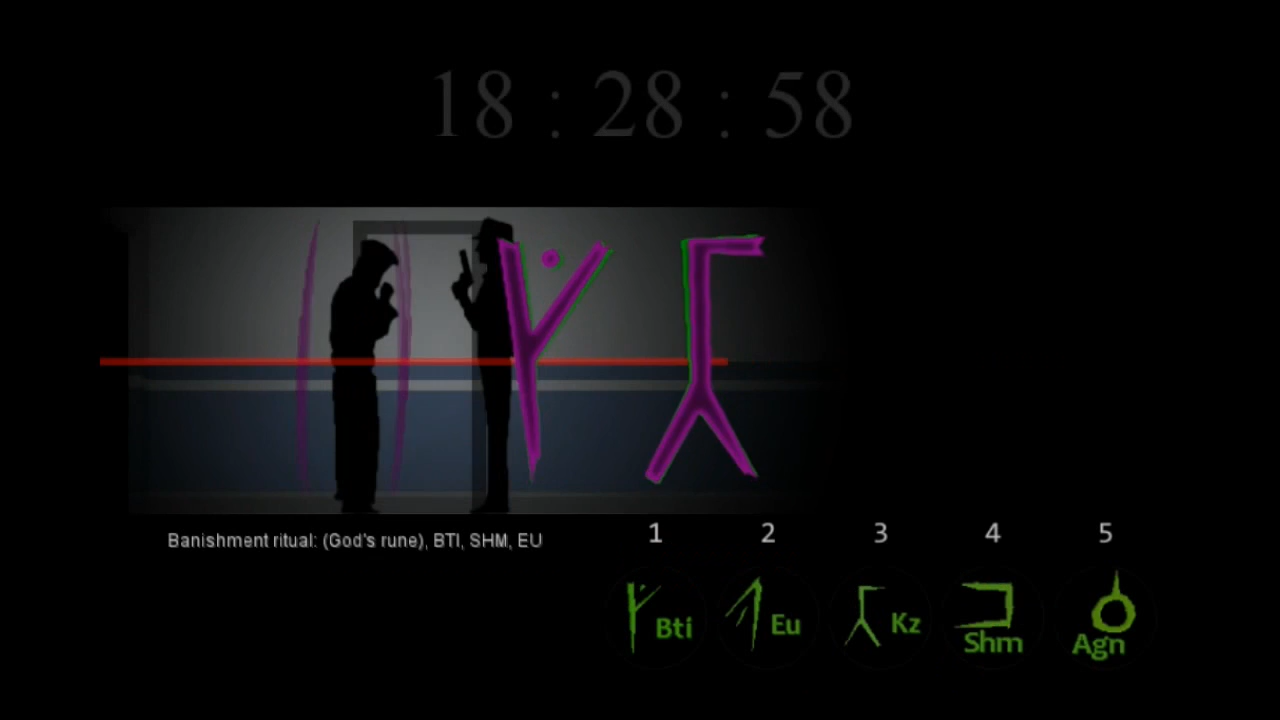 18 : 28 : 58
Banishment ritual: (God's rune), BTI, SHM, EU
1 2 3 4 5
Bti Eu Kz Shm Agn